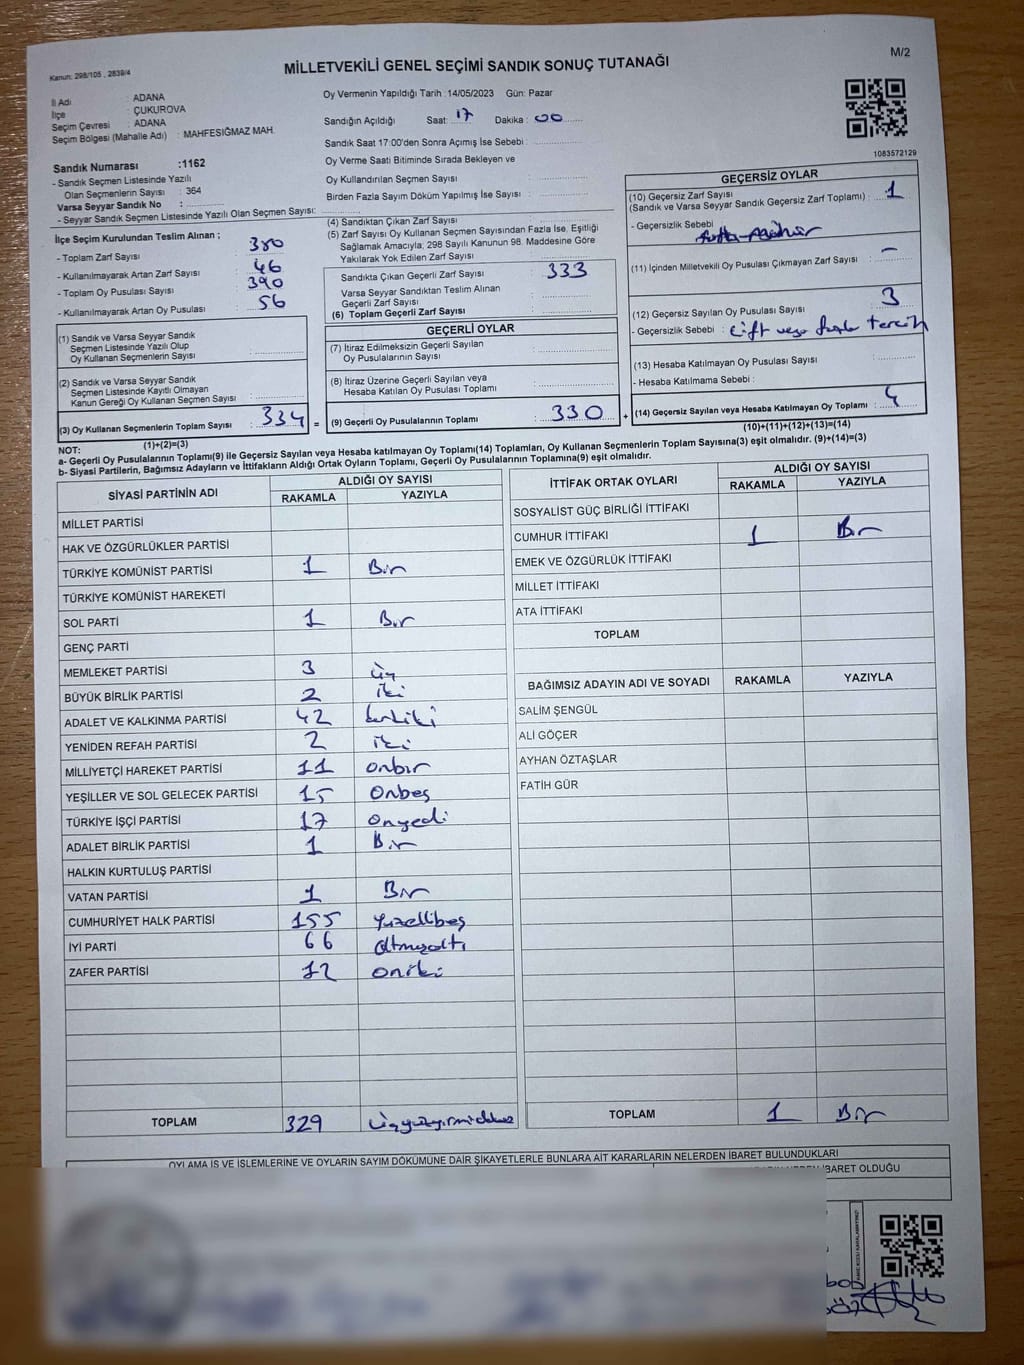 Kanun: 298/105 , 2839/4
MİLLETVEKİLİ GENEL SEÇİMİ SANDIK SONUÇ TUTANAĞI
M/2
İl Adı : ADANA
İlçe : ÇUKUROVA
Seçim Çevresi : ADANA
Seçim Bölgesi (Mahalle Adı) : MAHFESIĞMAZ MAH.
Sandık Numarası :1162
- Sandık Seçmen Listesinde Yazılı
Olan Seçmenlerin Sayısı : 364
Varsa Seyyar Sandık No :
- Seyyar Sandık Seçmen Listesinde Yazılı Olan Seçmen Sayısı:
Oy Vermenin Yapıldığı Tarih :14/05/2023 Gün: Pazar
Sandığın Açıldığı Saat: 17 Dakika : 00
Sandık Saat 17:00'den Sonra Açımış İse Sebebi :
Oy Verme Saati Bitiminde Sırada Bekleyen ve
Oy Kullandırılan Seçmen Sayısı :
Birden Fazla Sayım Döküm Yapılmış İse Sayısı :
1083572129
İlçe Seçim Kurulundan Teslim Alınan ;
- Toplam Zarf Sayısı : 380
- Kullanılmayarak Artan Zarf Sayısı : 46
- Toplam Oy Pusulası Sayısı : 390
- Kullanılmayarak Artan Oy Pusulası : 56
(4) Sandıktan Çıkan Zarf Sayısı :
(5) Zarf Sayısı Oy Kullanan Seçmen Sayısından Fazla İse, Eşitliği
Sağlamak Amacıyla, 298 Sayılı Kanunun 98. Maddesine Göre
Yakılarak Yok Edilen Zarf Sayısı :
Sandıkta Çıkan Geçerli Zarf Sayısı : 333
Varsa Seyyar Sandıktan Teslim Alınan
Geçerli Zarf Sayısı :
(6) Toplam Geçerli Zarf Sayısı :
GEÇERSİZ OYLAR
(10) Geçersiz Zarf Sayısı
(Sandık ve Varsa Seyyar Sandık Geçersiz Zarf Toplamı) : 1
- Geçersizlik Sebebi
(11) İçinden Milletvekili Oy Pusulası Çıkmayan Zarf Sayısı : -
(12) Geçersiz Sayılan Oy Pusulası Sayısı : 3
- Geçersizlik Sebebi : Çift veya fazla tercih
(13) Hesaba Katılmayan Oy Pusulası Sayısı :
- Hesaba Katılmama Sebebi :
(14) Geçersiz Sayılan veya Hesaba Katılmayan Oy Toplamı : 4
(10)+(11)+(12)+(13)=(14)
(1) Sandık ve Varsa Seyyar Sandık
Seçmen Listesinde Yazılı Olup
Oy Kullanan Seçmenlerin Sayısı :
(2) Sandık ve Varsa Seyyar Sandık
Seçmen Listesinde Kayıtlı Olmayan
Kanun Gereği Oy Kullanan Seçmen Sayısı :
(3) Oy Kullanan Seçmenlerin Toplam Sayısı : 334 =
(1)+(2)=(3)
GEÇERLİ OYLAR
(7) İtiraz Edilmeksizin Geçerli Sayılan
Oy Pusulalarının Sayısı :
(8) İtiraz Üzerine Geçerli Sayılan veya
Hesaba Katılan Oy Pusulası Toplamı :
(9) Geçerli Oy Pusulalarının Toplamı : 330 +
NOT:
a- Geçerli Oy Pusulalarının Toplamı(9) ile Geçersiz Sayılan veya Hesaba katılmayan Oy Toplamı(14) Toplamları, Oy Kullanan Seçmenlerin Toplam Sayısına(3) eşit olmalıdır. (9)+(14)=(3)
b- Siyasi Partilerin, Bağımsız Adayların ve İttifakların Aldığı Ortak Oyların Toplamı, Geçerli Oy Pusulalarının Toplamına(9) eşit olmalıdır.
SİYASİ PARTİNİN ADI ALDIĞI OY SAYISI
RAKAMLA YAZIYLA
MİLLET PARTİSİ
HAK VE ÖZGÜRLÜKLER PARTİSİ
TÜRKİYE KOMÜNİST PARTİSİ 1 Bir
TÜRKİYE KOMÜNİST HAREKETİ
SOL PARTİ 1 Bir
GENÇ PARTİ
MEMLEKET PARTİSİ 3 üç
BÜYÜK BİRLİK PARTİSİ 2 iki
ADALET VE KALKINMA PARTİSİ 42 kırkiki
YENİDEN REFAH PARTİSİ 2 iki
MİLLİYETÇİ HAREKET PARTİSİ 11 onbir
YEŞİLLER VE SOL GELECEK PARTİSİ 15 onbeş
TÜRKİYE İŞÇİ PARTİSİ 17 onyedi
ADALET BİRLİK PARTİSİ 1 Bir
HALKIN KURTULUŞ PARTİSİ
VATAN PARTİSİ 1 Bir
CUMHURİYET HALK PARTİSİ 155 yüzellibeş
İYİ PARTİ 66 altmışaltı
ZAFER PARTİSİ 12 oniki
TOPLAM 329 üçyüzyirmidokuz
İTTİFAK ORTAK OYLARI ALDIĞI OY SAYISI
RAKAMLA YAZIYLA
SOSYALİST GÜÇ BİRLİĞİ İTTİFAKI
CUMHUR İTTİFAKI 1 Bir
EMEK VE ÖZGÜRLÜK İTTİFAKI
MİLLET İTTİFAKI
ATA İTTİFAKI
TOPLAM
BAĞIMSIZ ADAYIN ADI VE SOYADI RAKAMLA YAZIYLA
SALİM ŞENGÜL
ALİ GÖÇER
AYHAN ÖZTAŞLAR
FATİH GÜR
TOPLAM 1 Bir
OYLAMA İŞ VE İŞLEMLERİNE VE OYLARIN SAYIM DÖKÜMÜNE DAİR ŞİKAYETLERLE BUNLARA AİT KARARLARIN NELERDEN İBARET BULUNDUKLARI
İBARET OLDUĞU